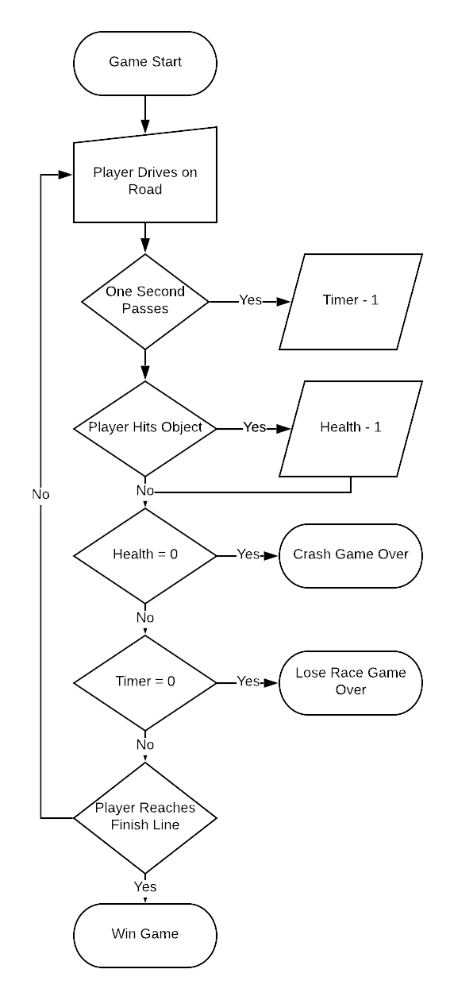 Game Start
Player Drives on
Road
One Second
Passes
Yes
Timer - 1
Player Hits Object
Yes
Health - 1
No
No
Health = 0
Yes
Crash Game Over
No
Timer = 0
Yes
Lose Race Game
Over
No
Player Reaches
Finish Line
Yes
Win Game